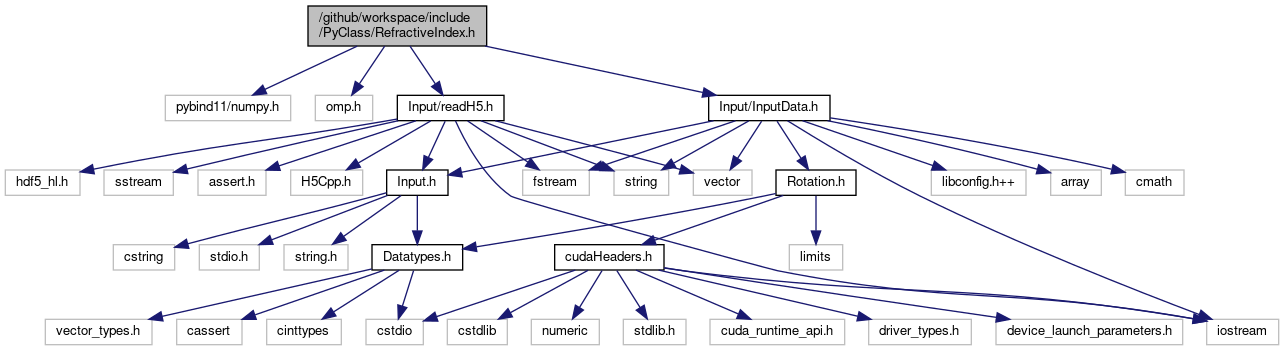 /github/workspace/include
/PyClass/RefractiveIndex.h
pybind11/numpy.h
omp.h
Input/readH5.h
Input/InputData.h
hdf5_hl.h
sstream
assert.h
H5Cpp.h
Input.h
fstream
string
vector
Rotation.h
libconfig.h++
array
cmath
cstring
stdio.h
string.h
Datatypes.h
cudaHeaders.h
limits
vector_types.h
cassert
cinttypes
cstdio
cstdlib
numeric
stdlib.h
cuda_runtime_api.h
driver_types.h
device_launch_parameters.h
iostream